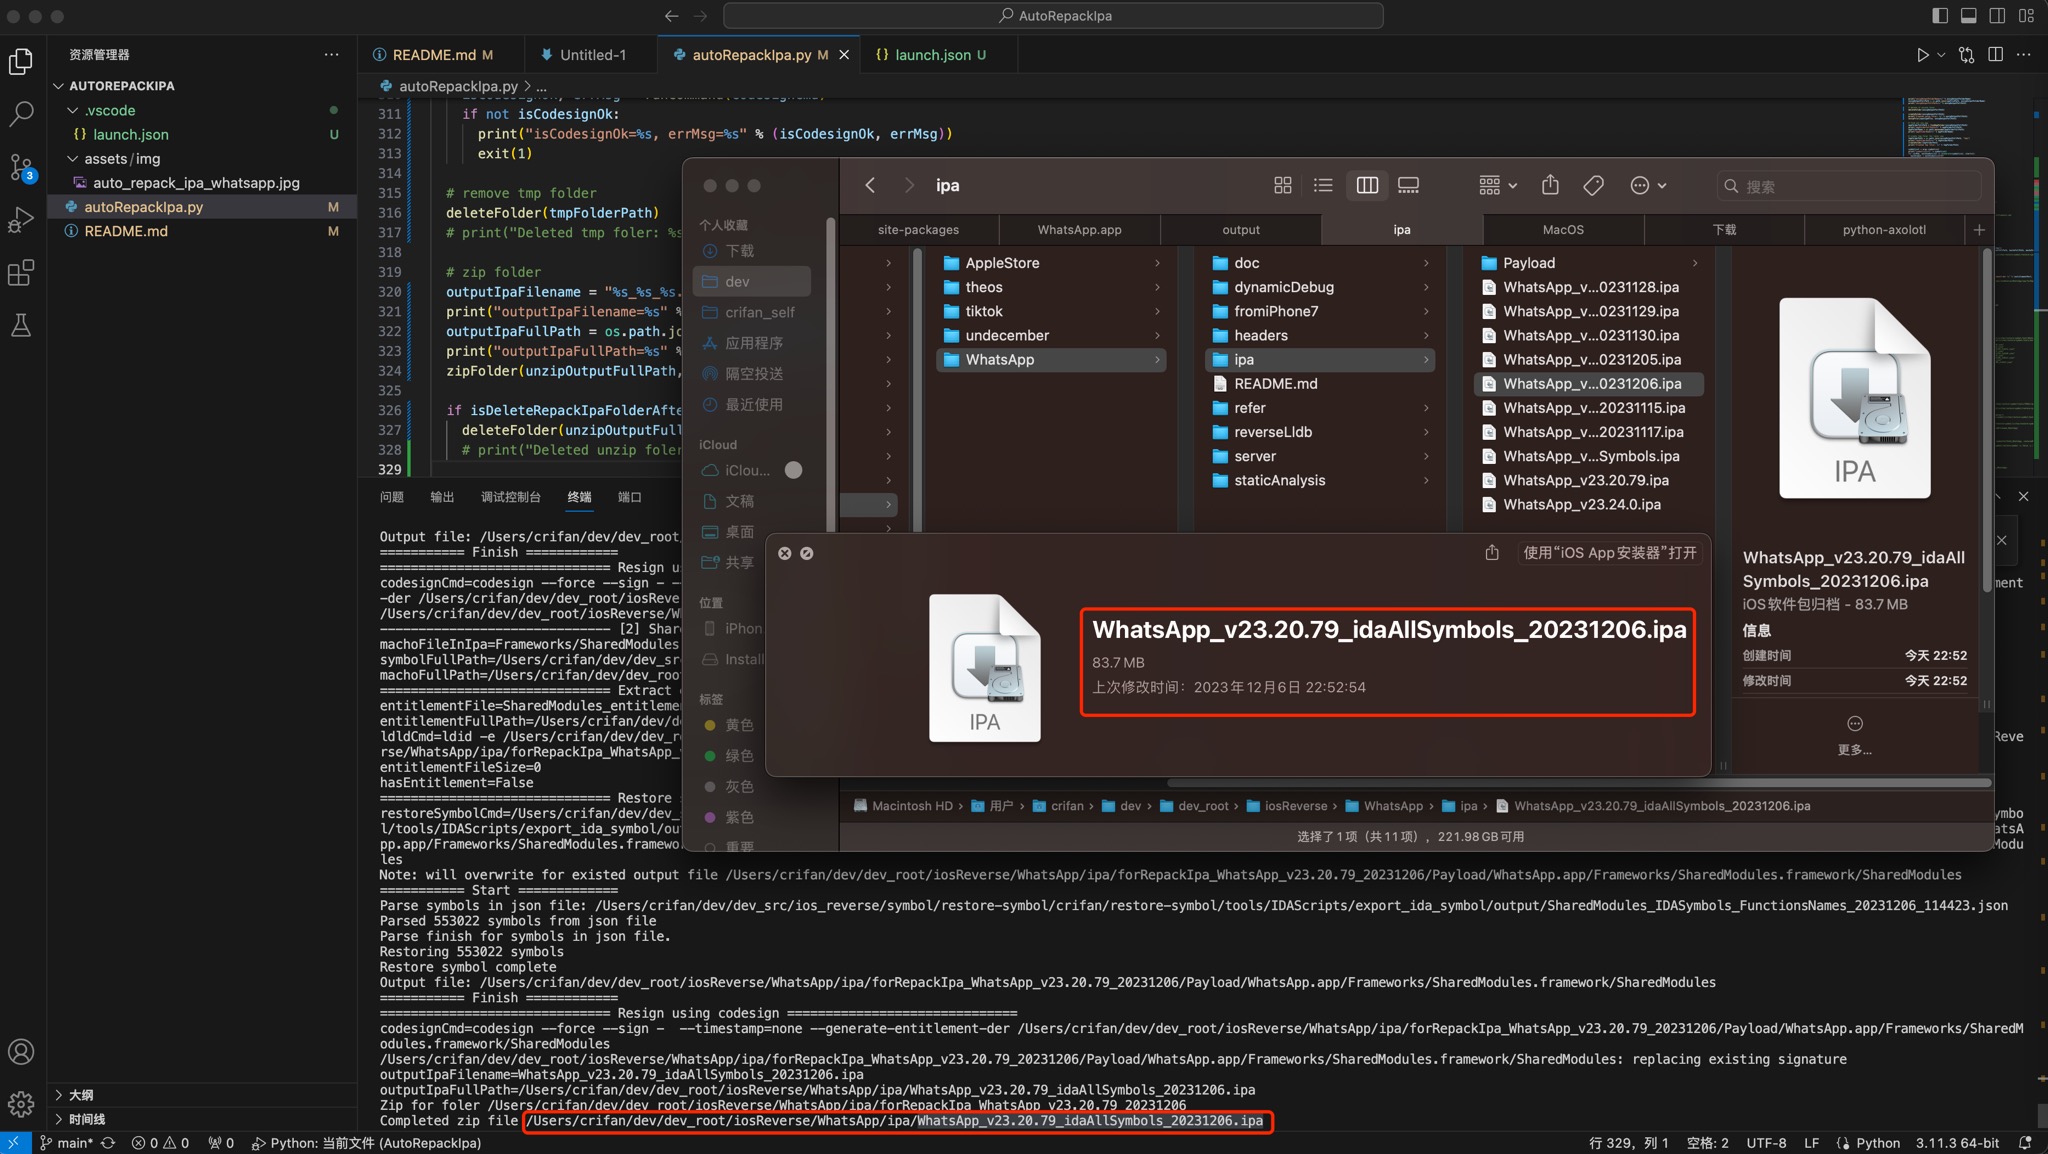 AutoRepackIpa
资源管理器
AUTOREPACKIPA
.vscode
launch.json U
assets/img
auto_repack_ipa_whatsapp.jpg
autoRepackIpa.py M
README.md M
大纲
时间线
3
README.md M
Untitled-1
autoRepackIpa.py M
launch.json U
autoRepackIpa.py > ...
311 if not isCodesignOk:
312 print("isCodesignOk=%s, errMsg=%s" % (isCodesignOk, errMsg))
313 exit(1)
314
315 # remove tmp folder
316 deleteFolder(tmpFolderPath)
317 # print("Deleted tmp foler: %s
318
319 # zip folder
320 outputIpaFilename = "%s_%s_%s.
321 print("outputIpaFilename=%s" %
322 outputIpaFullPath = os.path.jo
323 print("outputIpaFullPath=%s" %
324 zipFolder(unzipOutputFullPath,
325
326 if isDeleteRepackIpaFolderAfte
327 deleteFolder(unzipOutputFull
328 # print("Deleted unzip foler
329
问题 输出 调试控制台 终端 端口
Output file: /Users/crifan/dev/dev_root/
=========== Finish ============
============================== Resign us
codesignCmd=codesign --force --sign - --
-der /Users/crifan/dev/dev_root/iosRever
/Users/crifan/dev/dev_root/iosReverse/Wh
------------------------------ [2] Shar
machoFileInIpa=Frameworks/SharedModules
symbolFullPath=/Users/crifan/dev/dev_src
machoFullPath=/Users/crifan/dev/dev_root
============================== Extract e
entitlementFile=SharedModules_entitlemen
entitlementFullPath=/Users/crifan/dev/de
ldidCmd=ldid -e /Users/crifan/dev/dev_ro
rse/WhatsApp/ipa/forRepackIpa_WhatsApp_v
entitlementFileSize=0
hasEntitlement=False
============================== Restore s
restoreSymbolCmd=/Users/crifan/dev/dev_
l/tools/IDAScripts/export_ida_symbol/out
pp.app/Frameworks/SharedModules.framewor
les
Note: will overwrite for existed output file /Users/crifan/dev/dev_root/iosReverse/WhatsApp/ipa/forRepackIpa_WhatsApp_v23.20.79_20231206/Payload/WhatsApp.app/Frameworks/SharedModules.framework/SharedModules
=========== Start =============
Parse symbols in json file: /Users/crifan/dev/dev_src/ios_reverse/symbol/restore-symbol/crifan/restore-symbol/tools/IDAScripts/export_ida_symbol/output/SharedModules_IDASymbols_FunctionsNames_20231206_114423.json
Parsed 553022 symbols from json file
Parse finish for symbols in json file.
Restoring 553022 symbols
Restore symbol complete
Output file: /Users/crifan/dev/dev_root/iosReverse/WhatsApp/ipa/forRepackIpa_WhatsApp_v23.20.79_20231206/Payload/WhatsApp.app/Frameworks/SharedModules.framework/SharedModules
=========== Finish ============
============================== Resign using codesign ==============================
codesignCmd=codesign --force --sign -  --timestamp=none --generate-entitlement-der /Users/crifan/dev/dev_root/iosReverse/WhatsApp/ipa/forRepackIpa_WhatsApp_v23.20.79_20231206/Payload/WhatsApp.app/Frameworks/SharedM
odules.framework/SharedModules
/Users/crifan/dev/dev_root/iosReverse/WhatsApp/ipa/forRepackIpa_WhatsApp_v23.20.79_20231206/Payload/WhatsApp.app/Frameworks/SharedModules.framework/SharedModules: replacing existing signature
outputIpaFilename=WhatsApp_v23.20.79_idaAllSymbols_20231206.ipa
outputIpaFullPath=/Users/crifan/dev/dev_root/iosReverse/WhatsApp/ipa/WhatsApp_v23.20.79_idaAllSymbols_20231206.ipa
Zip for foler /Users/crifan/dev/dev_root/iosReverse/WhatsApp/ipa/forRepackIpa_WhatsApp_v23.20.79_20231206
Completed zip file /Users/crifan/dev/dev_root/iosReverse/WhatsApp/ipa/WhatsApp_v23.20.79_idaAllSymbols_20231206.ipa
ipa
搜索
site-packages WhatsApp.app output ipa MacOS 下载 python-axolotl
个人收藏
下载
dev
crifan_self
应用程序
隔空投送
最近使用
iCloud
iClou...
文稿
桌面
共享
位置
iPhon
Install
标签
黄色
绿色
灰色
紫色
重要
AppleStore
theos
tiktok
undecember
WhatsApp
doc
dynamicDebug
fromiPhone7
headers
ipa
README.md
refer
reverseLldb
server
staticAnalysis
Payload
WhatsApp_v...0231128.ipa
WhatsApp_v...0231129.ipa
WhatsApp_v...0231130.ipa
WhatsApp_v...0231205.ipa
WhatsApp_v...0231206.ipa
WhatsApp_v...20231115.ipa
WhatsApp_v...20231117.ipa
WhatsApp_v...Symbols.ipa
WhatsApp_v23.20.79.ipa
WhatsApp_v23.24.0.ipa
IPA
WhatsApp_v23.20.79_idaAll
Symbols_20231206.ipa
iOS软件包归档 - 83.7 MB
信息
创建时间 今天 22:52
修改时间 今天 22:52
更多...
使用“iOS App安装器”打开
IPA
WhatsApp_v23.20.79_idaAllSymbols_20231206.ipa
83.7 MB
上次修改时间：2023年12月6日 22:52:54
Macintosh HD › 用户 › crifan › dev › dev_root › iosReverse › WhatsApp › ipa › WhatsApp_v23.20.79_idaAllSymbols_20231206.ipa
选择了1项（共11项），221.98 GB可用
ment
Reve
ymbo
atsA
Modu
main* 0 0 0 Python: 当前文件 (AutoRepackIpa)
行 329，列 1 空格: 2 UTF-8 LF Python 3.11.3 64-bit